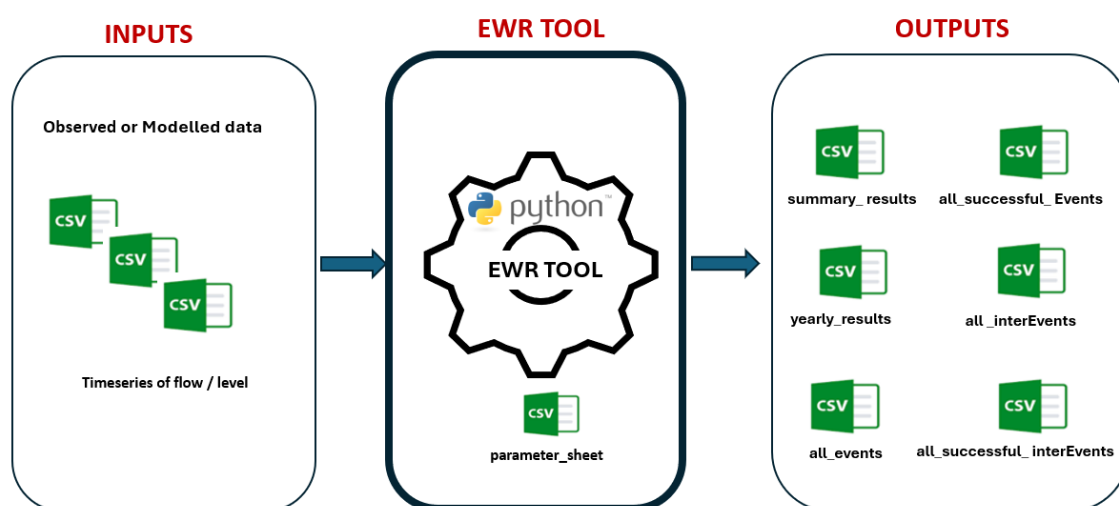 INPUTS
Observed or Modelled data
CSV
CSV
CSV
Timeseries of flow / level
EWR TOOL
python™
EWR TOOL
CSV
parameter_sheet
OUTPUTS
CSV
CSV
summary_ results
all_successful_ Events
CSV
CSV
yearly_results
all _interEvents
CSV
CSV
all_events
all_successful_ interEvents